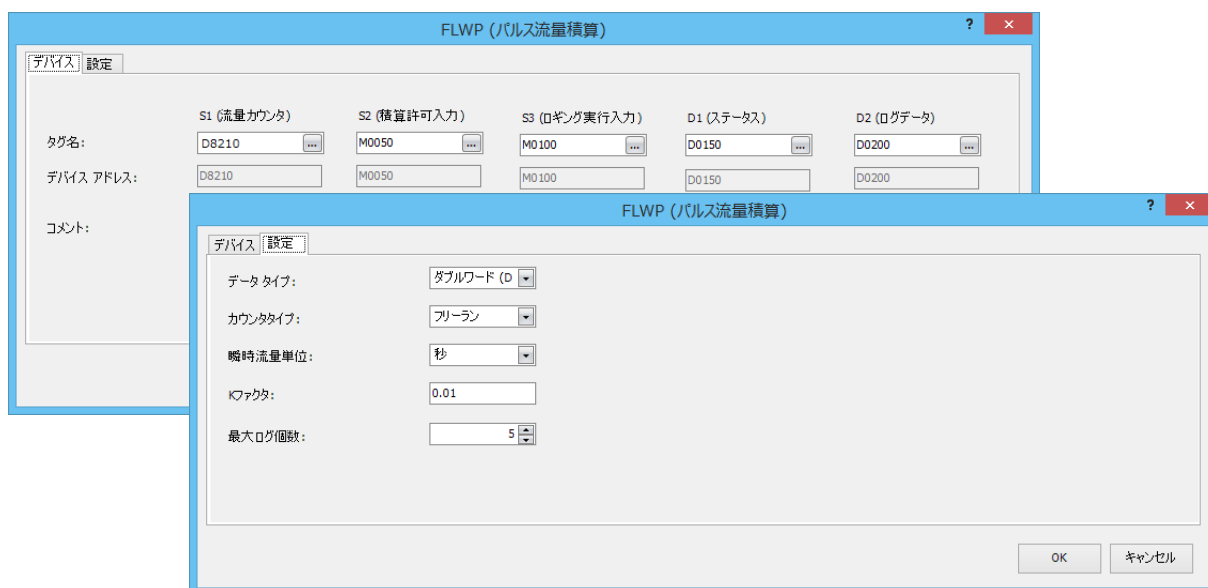 FLWP (パルス流量積算)
? ×
デバイス 設定
S1 (流量カウンタ) S2 (積算許可入力) S3 (ロギング実行入力) D1 (ステータス) D2 (ログデータ)
タグ名: D8210 ... M0050 ... M0100 ... D0150 ... D0200 ...
デバイス アドレス: D8210 M0050 M0100 D0150 D0200
コメント:
FLWP (パルス流量積算)
? ×
デバイス 設定
データ タイプ: ダブルワード (D
カウンタタイプ: フリーラン
瞬時流量単位: 秒
Kファクタ: 0.01
最大ログ個数: 5
OK キャンセル